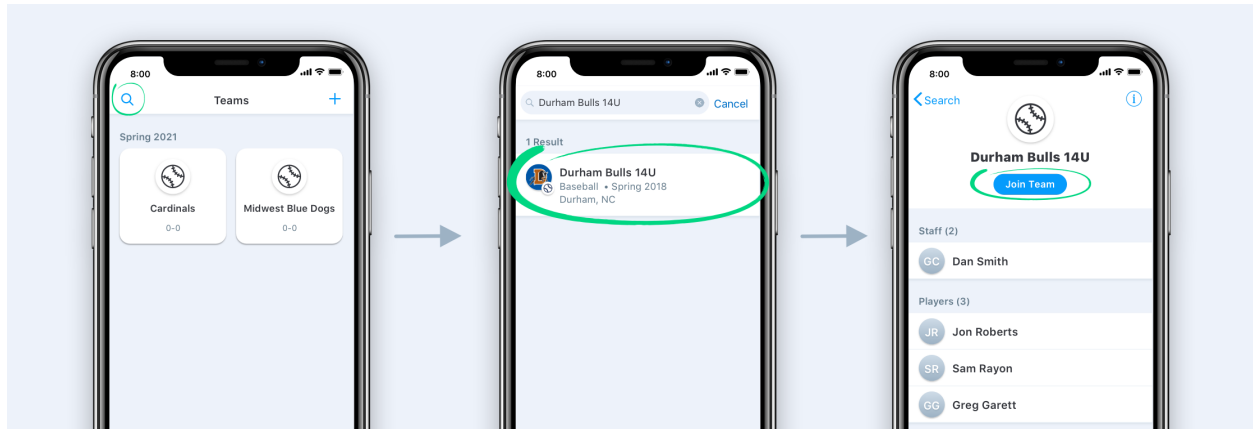 8:00
Teams
+
Spring 2021
Cardinals
0-0
Midwest Blue Dogs
0-0
8:00
Durham Bulls 14U
Cancel
1 Result
D
Durham Bulls 14U
Baseball • Spring 2018
Durham, NC
8:00
Search
i
Durham Bulls 14U
Join Team
Staff (2)
GC Dan Smith
Players (3)
JR Jon Roberts
SR Sam Rayon
GG Greg Garett